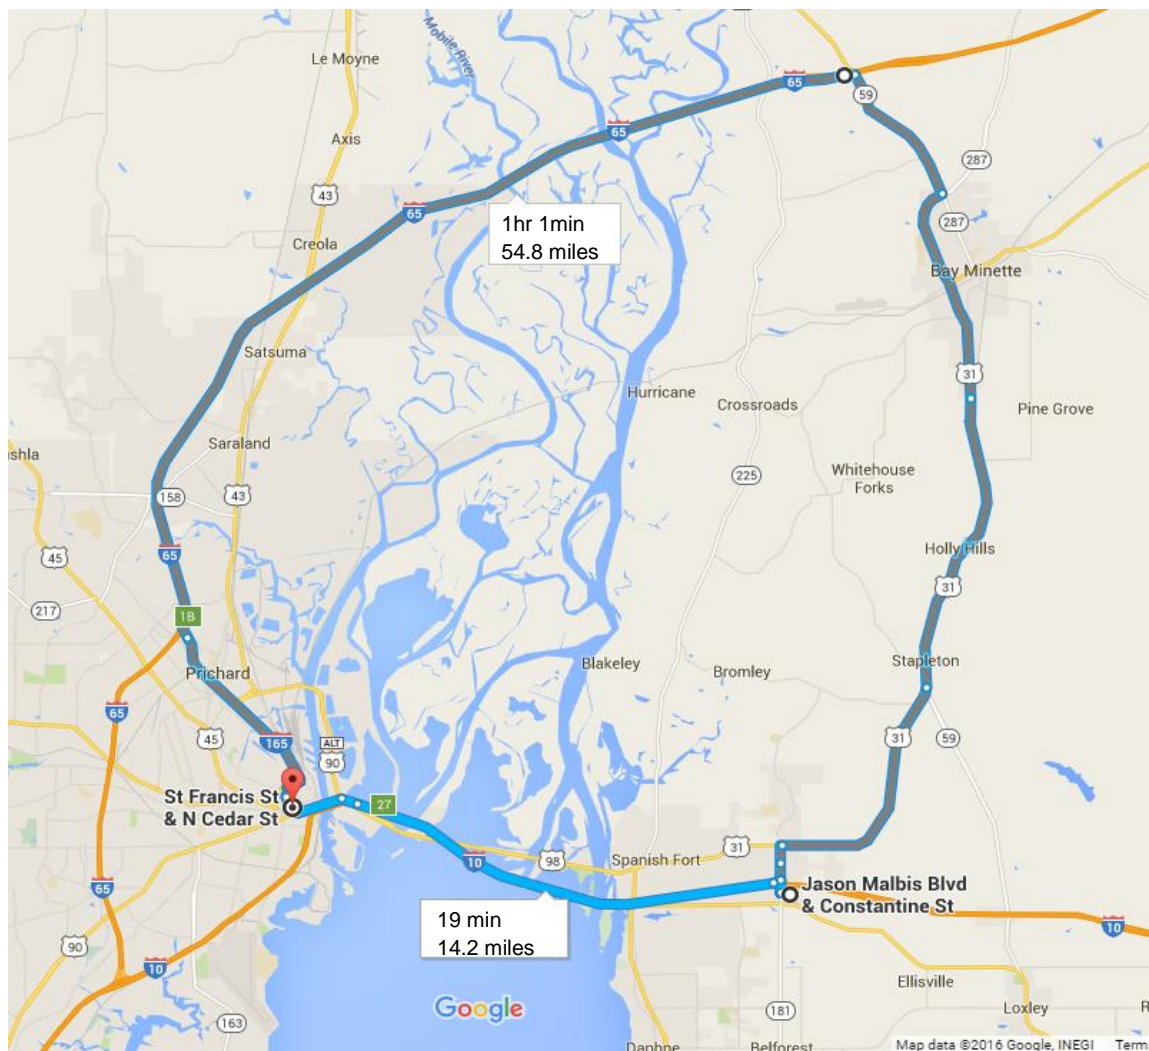 Mobile River
Le Moyne
65
59
65
Axis
287
43
65
287
1hr 1min
54.8 miles
Creola
Bay Minette
Satsuma
31
Hurricane
Crossroads
Pine Grove
Saraland
225
Whitehouse
Forks
ushla
158
43
65
45
Holly Hills
31
217
1B
Blakeley
Bromley
Stapleton
Prichard
65
45
165
ALT
90
31
59
St Francis St
& N Cedar St
27
10
98
Spanish Fort
31
Jason Malbis Blvd
& Constantine St
65
19 min
14.2 miles
10
90
10
10
Ellisville
Google
181
Loxley
R
163
Daphne
Belforest
Map data ©2016 Google, INEGI
Term